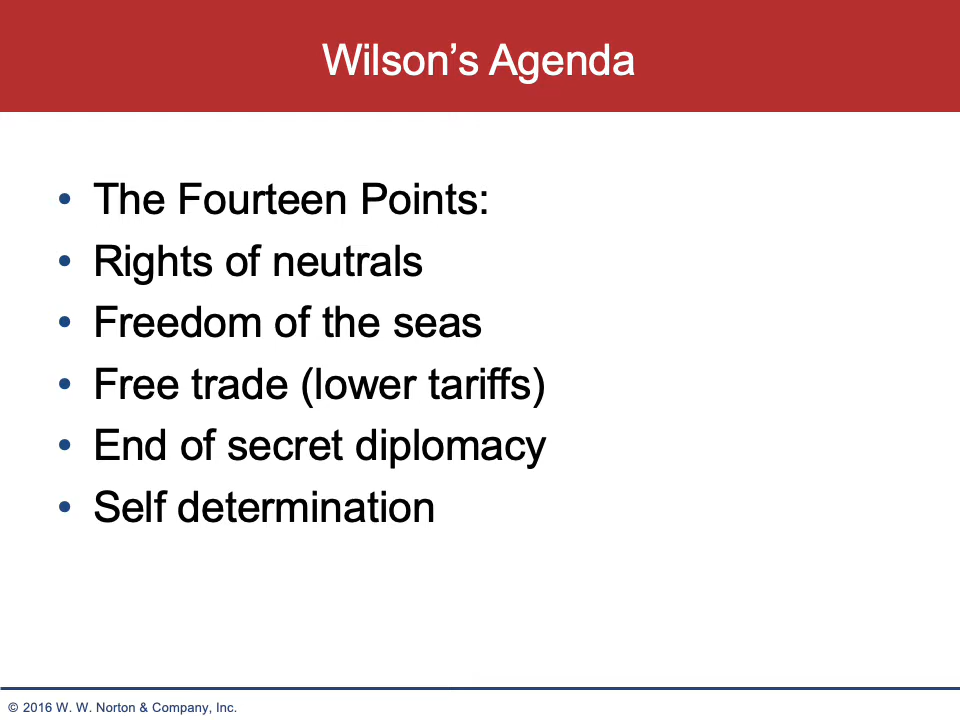 Wilson’s Agenda
• The Fourteen Points:
• Rights of neutrals
• Freedom of the seas
• Free trade (lower tariffs)
• End of secret diplomacy
• Self determination
© 2016 W. W. Norton & Company, Inc.